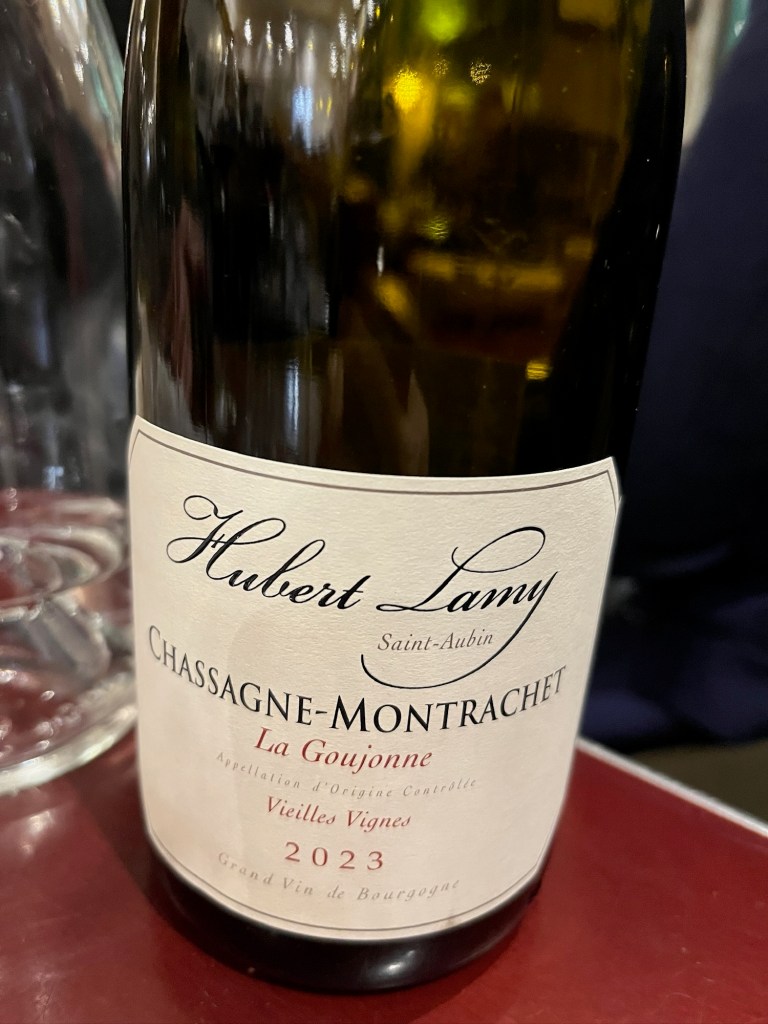 Hubert Lamy
Saint-Aubin
CHASSAGNE-MONTRACHET
La Goujonne
Appellation d'Origine Contrôlée
Vieilles Vignes
2023
Grand Vin de Bourgogne